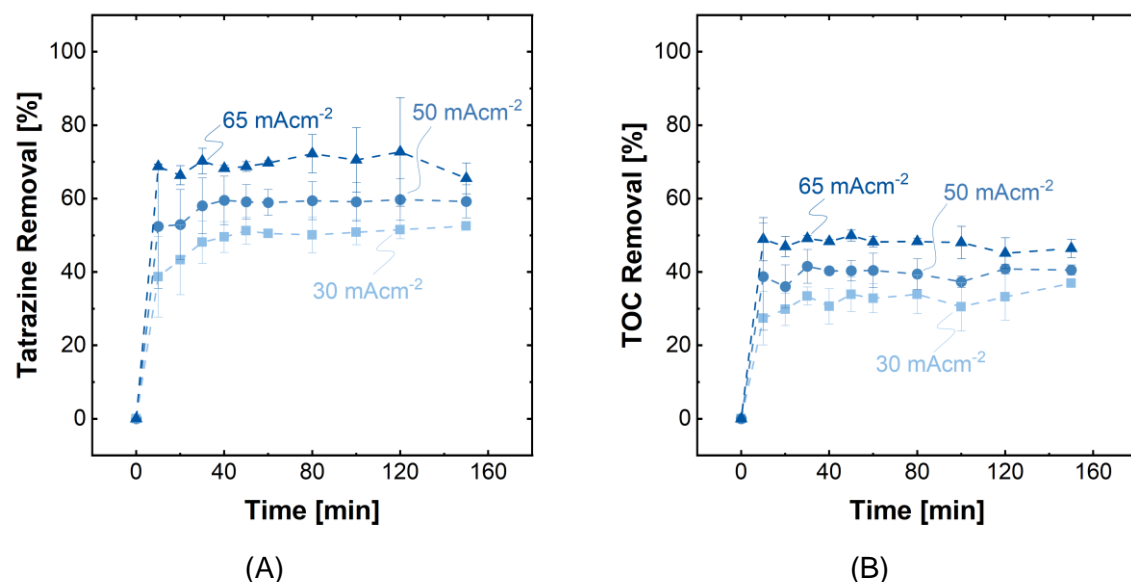 100
80
60
40
20
0
Tatrazine Removal [%]
65 mAcm-2
50 mAcm-2
30 mAcm-2
0 40 80 120 160
Time [min]
(A)
100
80
60
40
20
0
TOC Removal [%]
65 mAcm-2
50 mAcm-2
30 mAcm-2
0 40 80 120 160
Time [min]
(B)